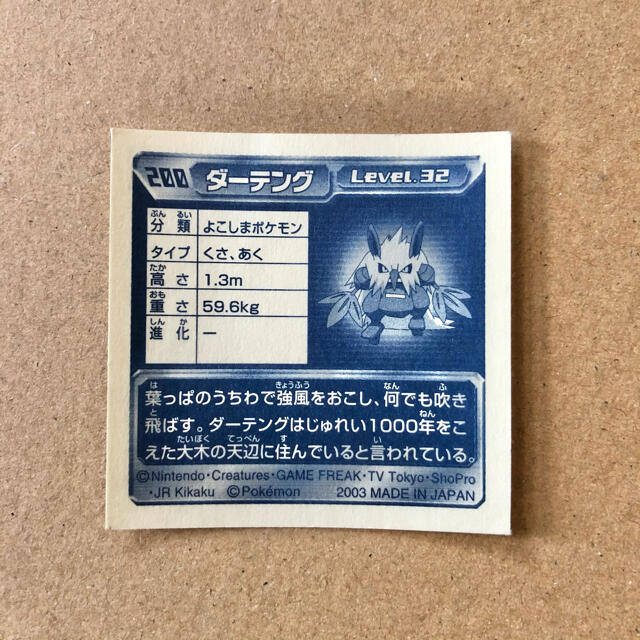 200 ダーテング Level.32
分類 よこしまポケモン
タイプ くさ、あく
高さ 1.3m
重さ 59.6kg
進化 ー
葉っぱのうちわで強風をおこし、何でも吹き
飛ばす。ダーテングはじゅれい1000年をこ
えた大木の天辺に住んでいると言われている。
©Nintendo・Creatures・GAME FREAK・TV Tokyo・ShoPro
・JR Kikaku ©Pokémon 2003 MADE IN JAPAN